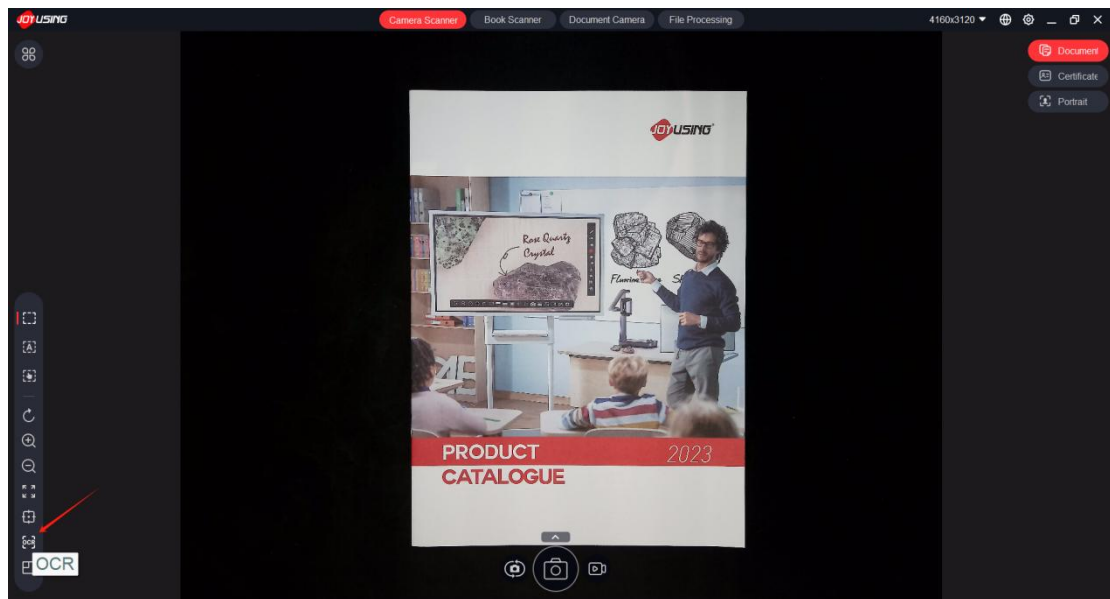 JOYUSING
Camera Scanner
Book Scanner
Document Camera
File Processing
4160x3120
Document
Certificate
Portrait
JOYUSING
Rose Quartz
Crystal
PRODUCT
2023
CATALOGUE
A
OCR
OCR